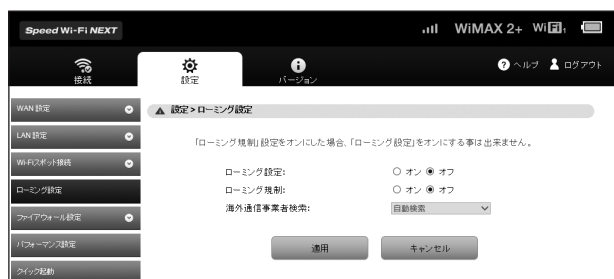 Speed Wi-Fi NEXT
WiMAX 2+ WiFi 1
接続
設定
バージョン
? ヘルプ ログアウト
WAN 設定
設定 > ローミング設定
LAN 設定
「ローミング規制」設定をオンにした場合、「ローミング設定」をオンにする事は出来ません。
Wi-Fiスポット接続
ローミング設定: オン オフ
ローミング設定
ローミング規制: オン オフ
海外通信事業者検索: 自動検索
ファイアウォール設定
パフォーマンス設定
適用 キャンセル
クイック起動